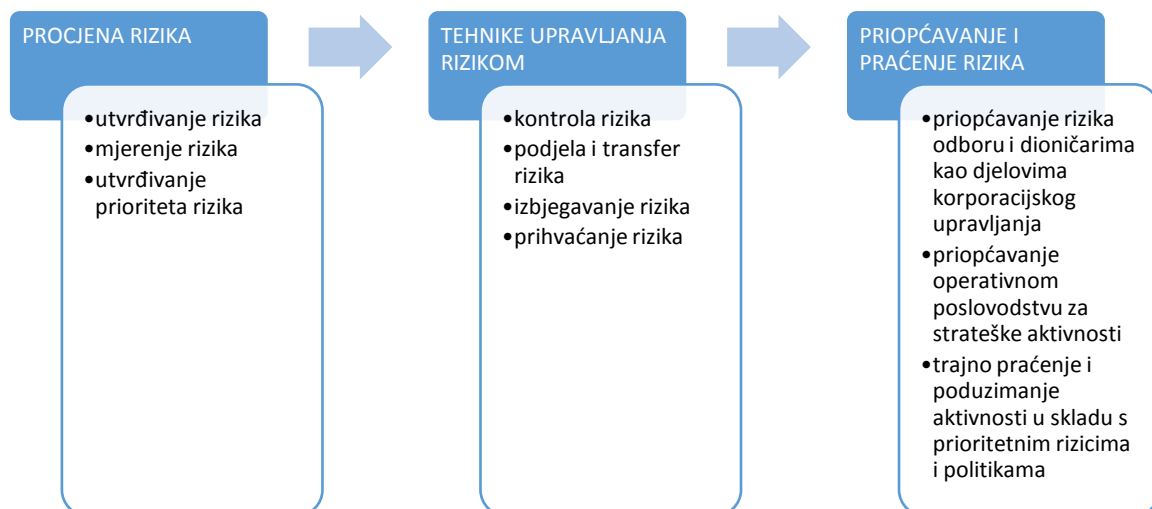 PROCJENA RIZIKA
•utvrđivanje rizika
•mjerenje rizika
•utvrđivanje
prioriteta rizika
TEHNIKE UPRAVLJANJA
RIZIKOM
•kontrola rizika
•podjela i transfer
rizika
•izbjegavanje rizika
•prihvaćanje rizika
PRIOPĆAVANJE I
PRAĆENJE RIZIKA
•priopćavanje rizika
odboru i dioničarima
kao djelovima
korporacijskog
upravljanja
•priopćavanje
operativnom
poslovodstvu za
strateške aktivnosti
•trajno praćenje i
poduzimanje
aktivnosti u skladu s
prioritetnim rizicima
i politikama